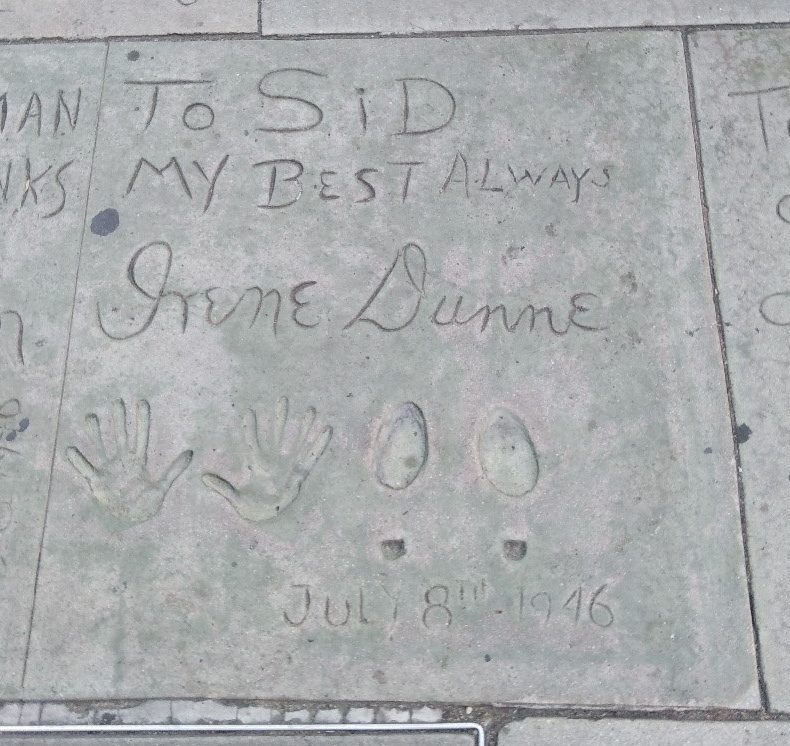 To SiD
MY BEST ALWAYS
Irene Dunne
JULY 8TH 1946